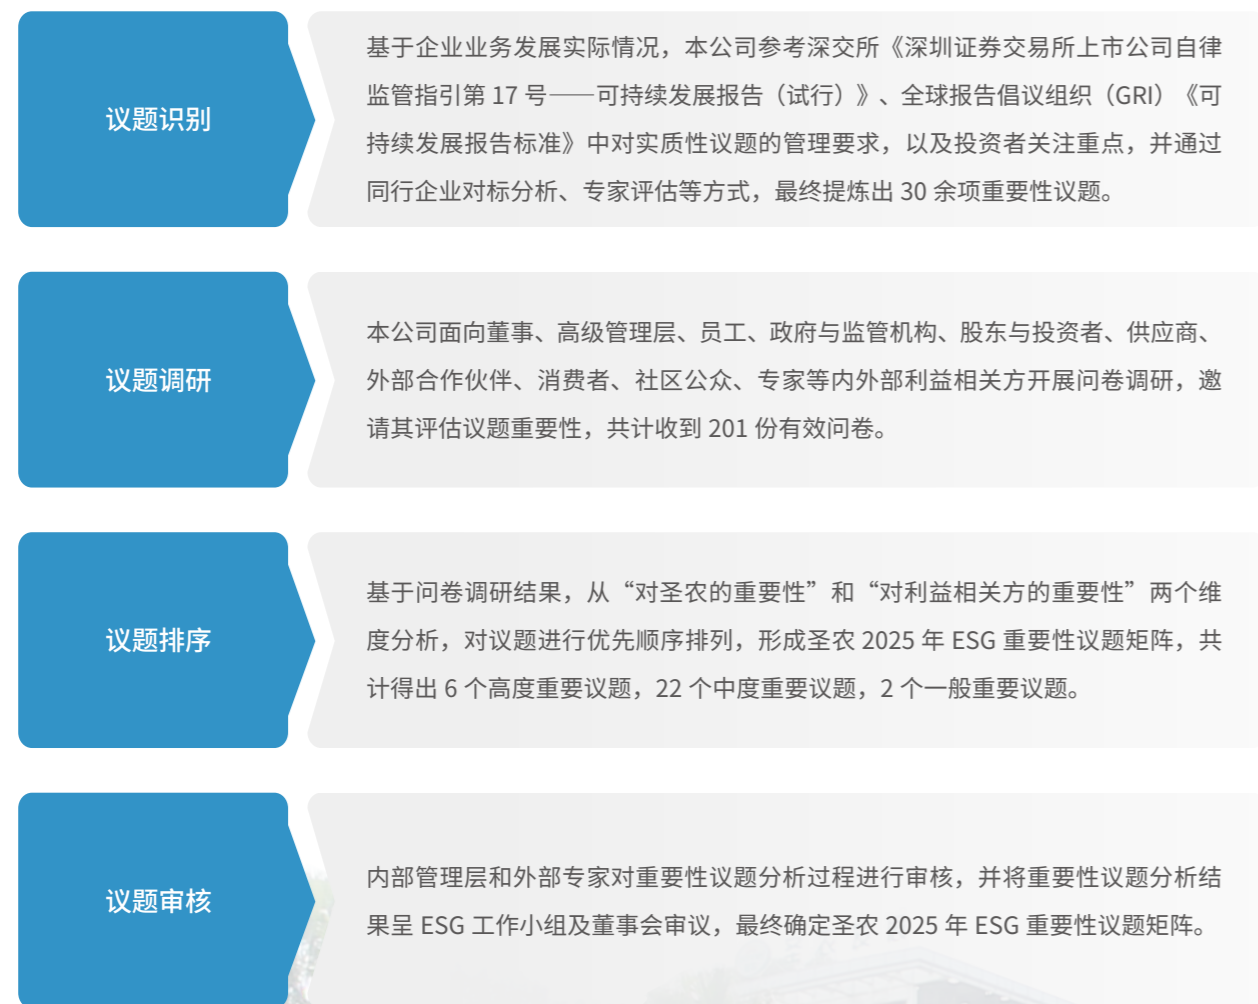 议题识别
基于企业业务发展实际情况，本公司参考深交所《深圳证券交易所上市公司自律
监管指引第 17 号——可持续发展报告（试行）》、全球报告倡议组织（GRI）《可
持续发展报告标准》中对实质性议题的管理要求，以及投资者关注重点，并通过
同行企业对标分析、专家评估等方式，最终提炼出 30 余项重要性议题。
议题调研
本公司面向董事、高级管理层、员工、政府与监管机构、股东与投资者、供应商、
外部合作伙伴、消费者、社区公众、专家等内外部利益相关方开展问卷调研，邀
请其评估议题重要性，共计收到 201 份有效问卷。
议题排序
基于问卷调研结果，从“对圣农的重要性”和“对利益相关方的重要性”两个维
度分析，对议题进行优先顺序排列，形成圣农 2025 年 ESG 重要性议题矩阵，共
计得出 6 个高度重要议题，22 个中度重要议题，2 个一般重要议题。
议题审核
内部管理层和外部专家对重要性议题分析过程进行审核，并将重要性议题分析结
果呈 ESG 工作小组及董事会审议，最终确定圣农 2025 年 ESG 重要性议题矩阵。